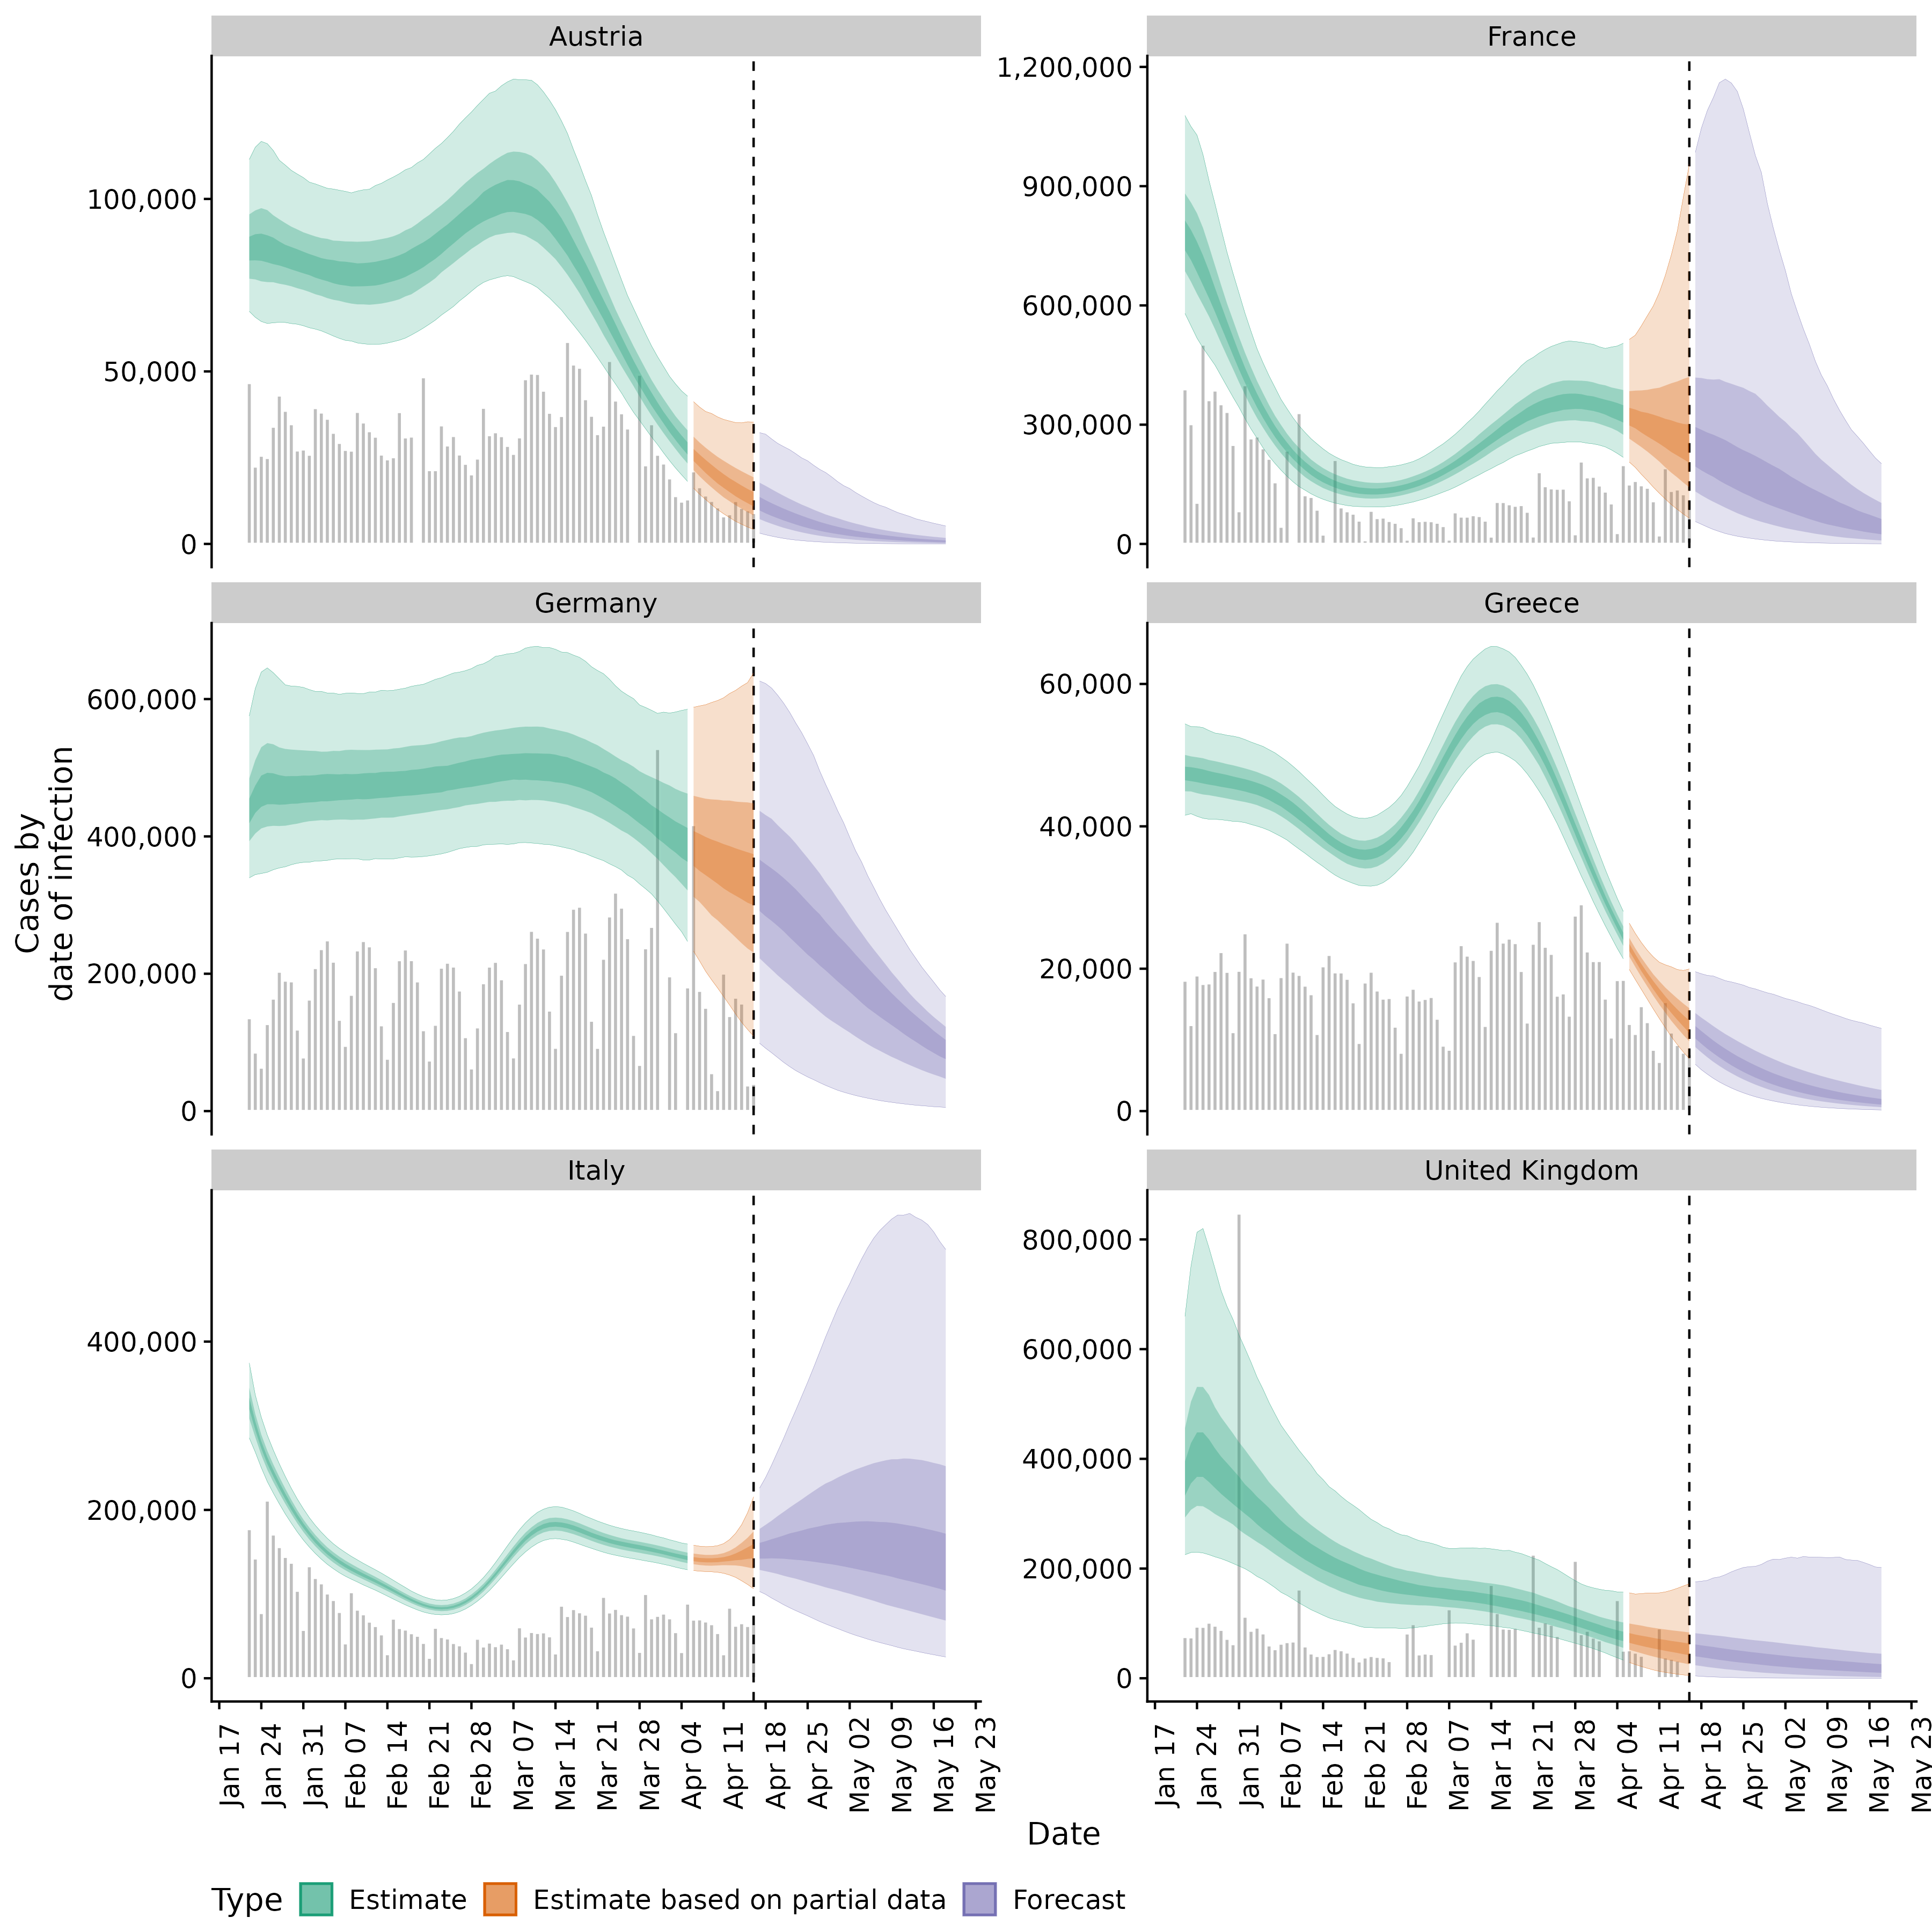 Austria
France
100,000
50,000
0
1,200,000
900,000
600,000
300,000
0
Germany
Greece
600,000
400,000
200,000
0
60,000
40,000
20,000
0
Cases by
date of infection
Italy
United Kingdom
400,000
200,000
0
800,000
600,000
400,000
200,000
0
Jan 17
Jan 24
Jan 31
Feb 07
Feb 14
Feb 21
Feb 28
Mar 07
Mar 14
Mar 21
Mar 28
Apr 04
Apr 11
Apr 18
Apr 25
May 02
May 09
May 16
May 23
Jan 17
Jan 24
Jan 31
Feb 07
Feb 14
Feb 21
Feb 28
Mar 07
Mar 14
Mar 21
Mar 28
Apr 04
Apr 11
Apr 18
Apr 25
May 02
May 09
May 16
May 23
Date
Type Estimate Estimate based on partial data Forecast